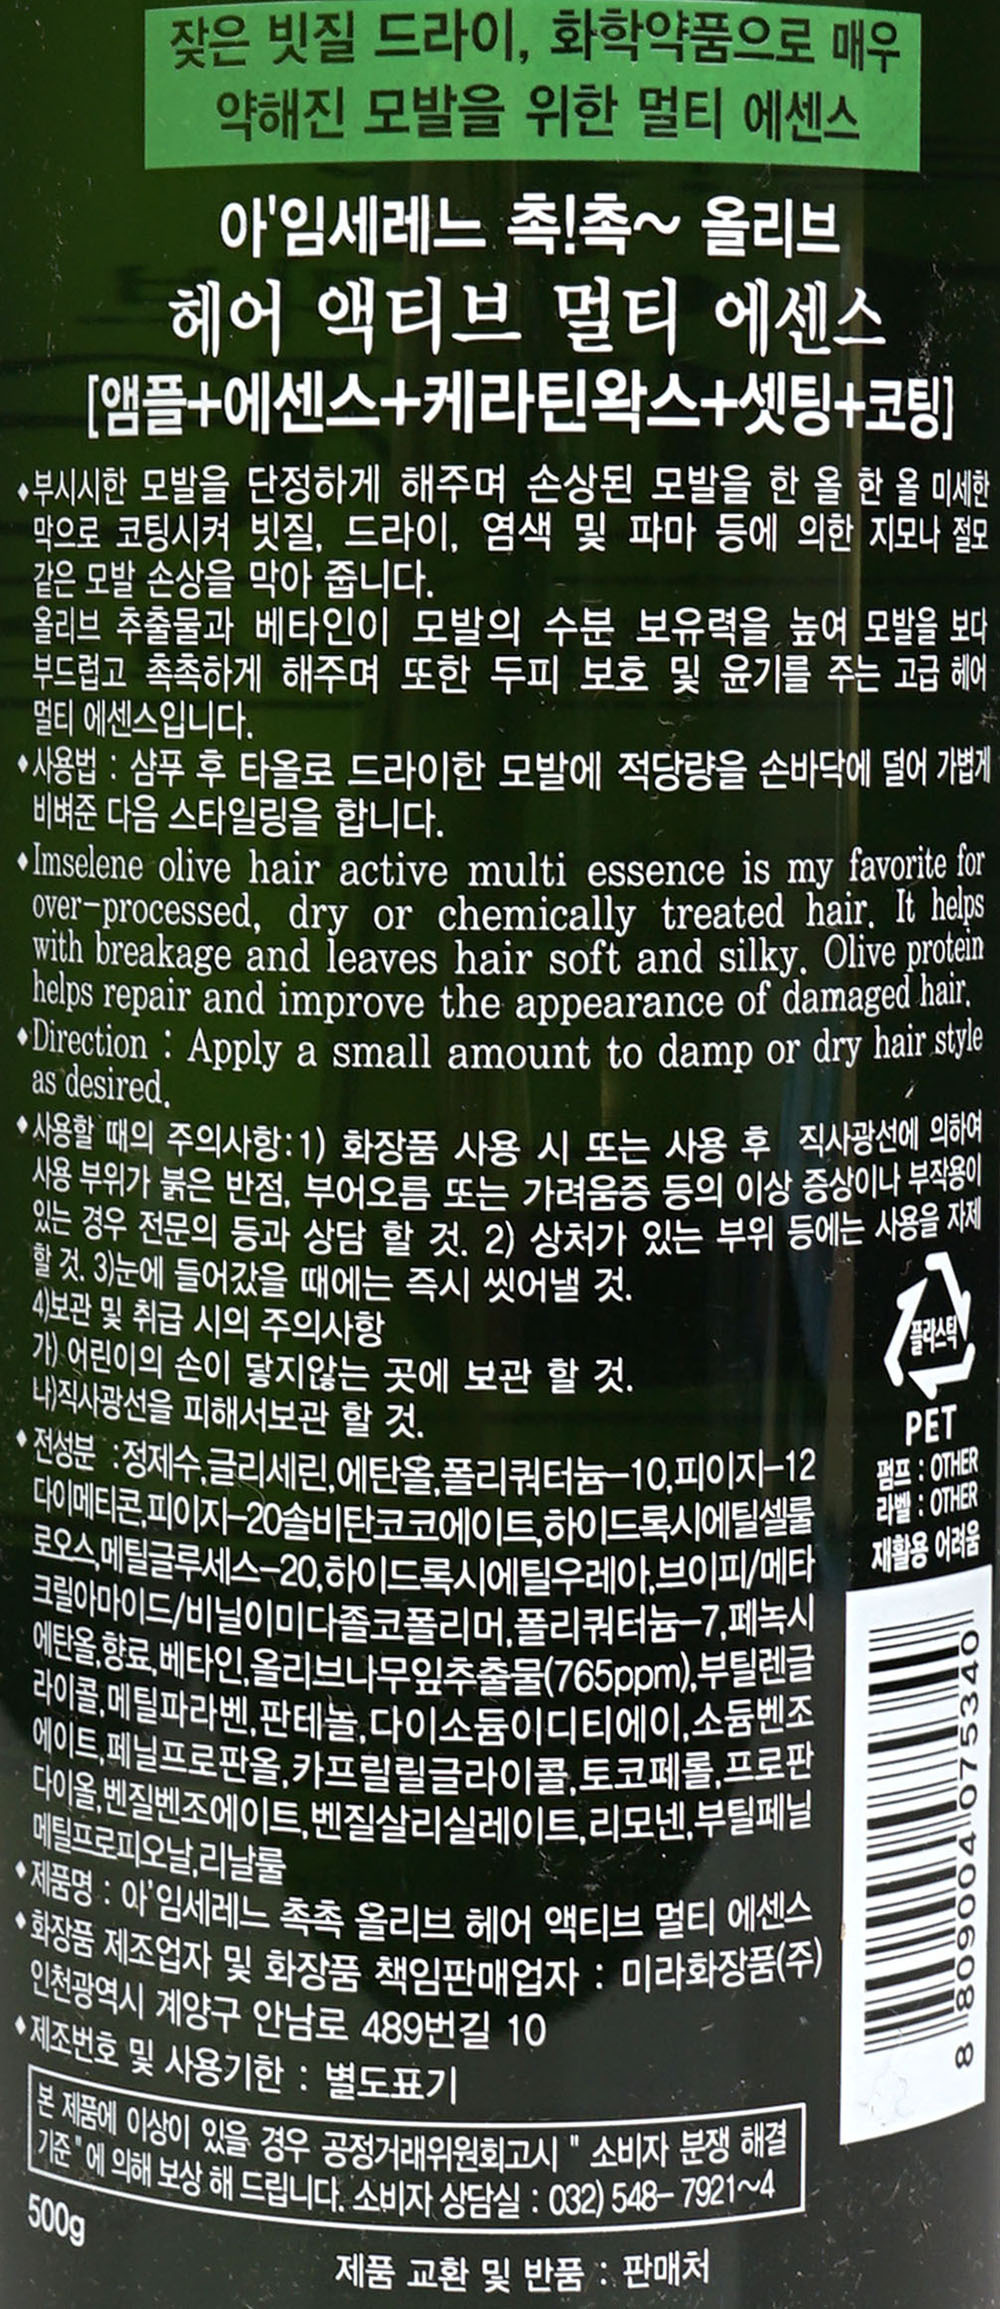 잦은 빗질 드라이, 화학약품으로 매우
약해진 모발을 위한 멀티 에센스
아'임세레느 촉!촉~ 올리브
헤어 액티브 멀티 에센스
[앰플+에센스+케라틴왁스+셋팅+코팅]
◆부시시한 모발을 단정하게 해주며 손상된 모발을 한 올 한 올 미세한
막으로 코팅시켜 빗질, 드라이, 염색 및 파마 등에 의한 지모나 절모
같은 모발 손상을 막아 줍니다.
올리브 추출물과 베타인이 모발의 수분 보유력을 높여 모발을 보다
부드럽고 촉촉하게 해주며 또한 두피 보호 및 윤기를 주는 고급 헤어
멀티 에센스입니다.
◆사용법 : 샴푸 후 타올로 드라이한 모발에 적당량을 손바닥에 덜어 가볍게
비벼준 다음 스타일링을 합니다.
◆Imselene olive hair active multi essence is my favorite for
over-processed, dry or chemically treated hair. It helps
with breakage and leaves hair soft and silky. Olive protein
helps repair and improve the appearance of damaged hair.
◆Direction : Apply a small amount to damp or dry hair style
as desired.
◆사용할 때의 주의사항:1) 화장품 사용 시 또는 사용 후 직사광선에 의하여
사용 부위가 붉은 반점, 부어오름 또는 가려움증 등의 이상 증상이나 부작용이
있는 경우 전문의 등과 상담 할 것. 2) 상처가 있는 부위 등에는 사용을 자제
할 것. 3)눈에 들어갔을 때에는 즉시 씻어낼 것.
4)보관 및 취급 시의 주의사항
가) 어린이의 손이 닿지않는 곳에 보관 할 것.
나)직사광선을 피해서보관 할 것.
플라스틱
PET
펌프 : OTHER
라벨 : OTHER
재활용 어려움
◆전성분 :정제수,글리세린,에탄올,폴리쿼터늄-10,피이지-12
다이메티콘,피이지-20솔비탄코코에이트,하이드록시에틸셀룰
로오스,메틸글루세스-20,하이드록시에틸우레아,브이피/메타
크릴아마이드/비닐이미다졸코폴리머,폴리쿼터늄-7,페녹시
에탄올,향료,베타인,올리브나무잎추출물(765ppm),부틸렌글
라이콜,메틸파라벤,판테놀,다이소듐이디티에이,소듐벤조
에이트,페닐프로판올,카프릴릴글라이콜,토코페롤,프로판
다이올,벤질벤조에이트,벤질살리실레이트,리모넨,부틸페닐
메틸프로피오날,리날룰
◆제품명 : 아'임세레느 촉촉 올리브 헤어 액티브 멀티 에센스
◆화장품 제조업자 및 화장품 책임판매업자 : 미라화장품(주)
인천광역시 계양구 안남로 489번길 10
◆제조번호 및 사용기한 : 별도표기
본 제품에 이상이 있을 경우 공정거래위원회고시 " 소비자 분쟁 해결
기준 " 에 의해 보상 해 드립니다. 소비자 상담실 : 032) 548- 7921~4
500g
제품 교환 및 반품 : 판매처
8 809004 075340